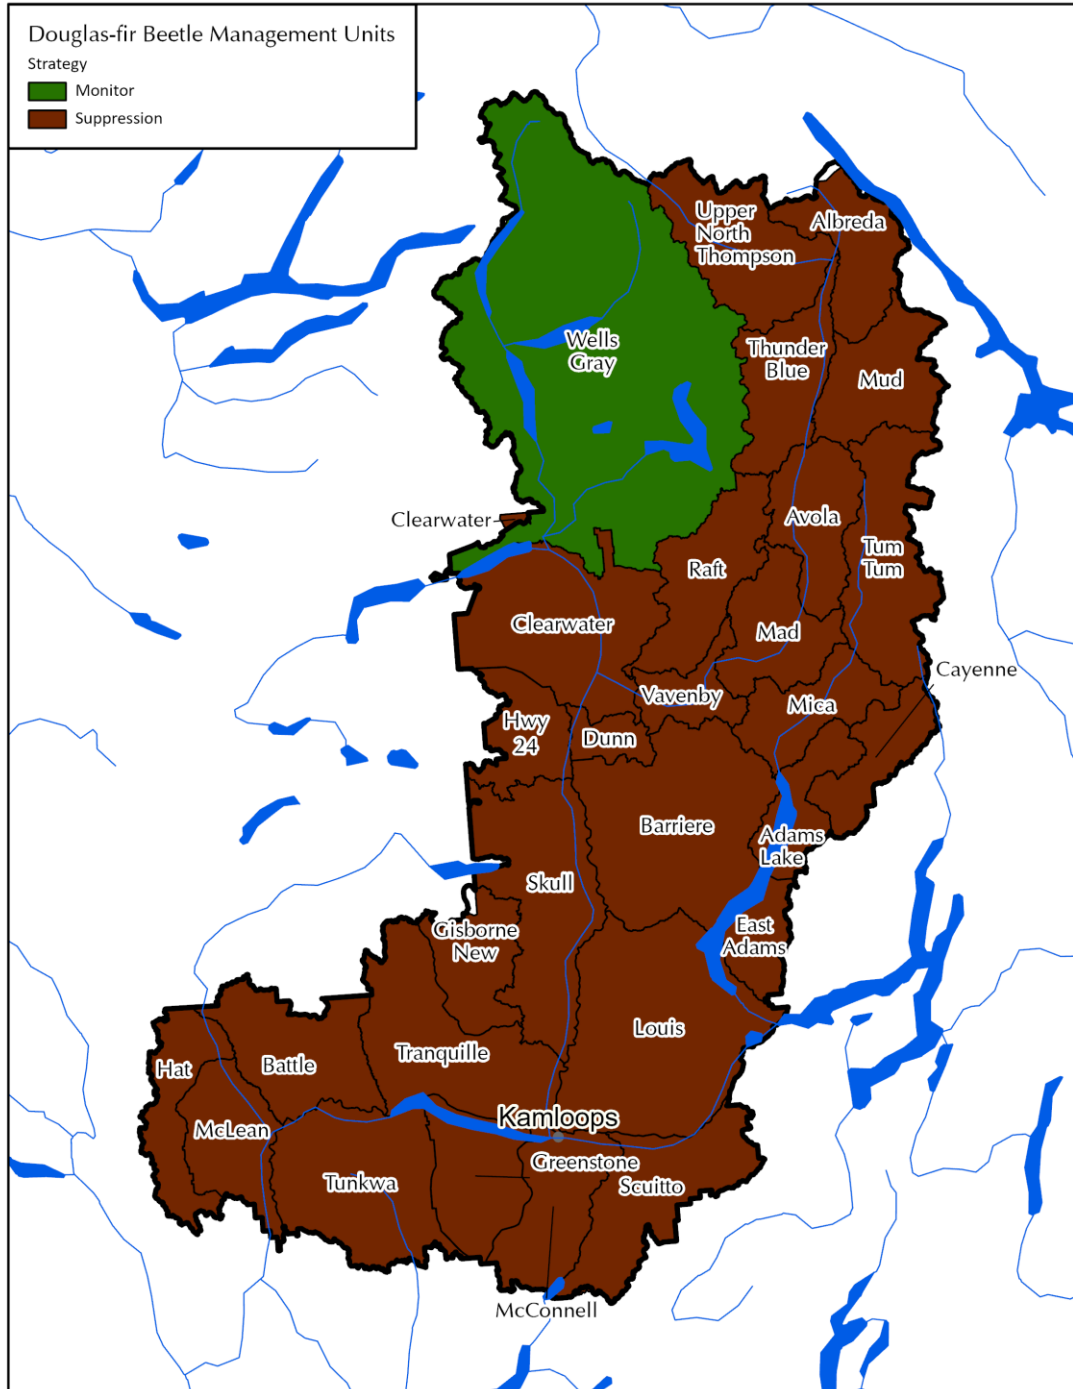 Douglas-fir Beetle Management Units
Strategy
Monitor
Suppression
Upper
North
Thompson
Albreda
Wells
Gray
Thunder
Blue
Mud
Clearwater
Avola
Tum
Tum
Raft
Clearwater
Mad
Cayenne
Vavenby
Mica
Hwy
24
Dunn
Barriere
Adams
Lake
Skull
East
Adams
Gisborne
New
Louis
Tranquille
Battle
Hat
McLean
Kamloops
Greenstone
Tunkwa
Scuitto
McConnell